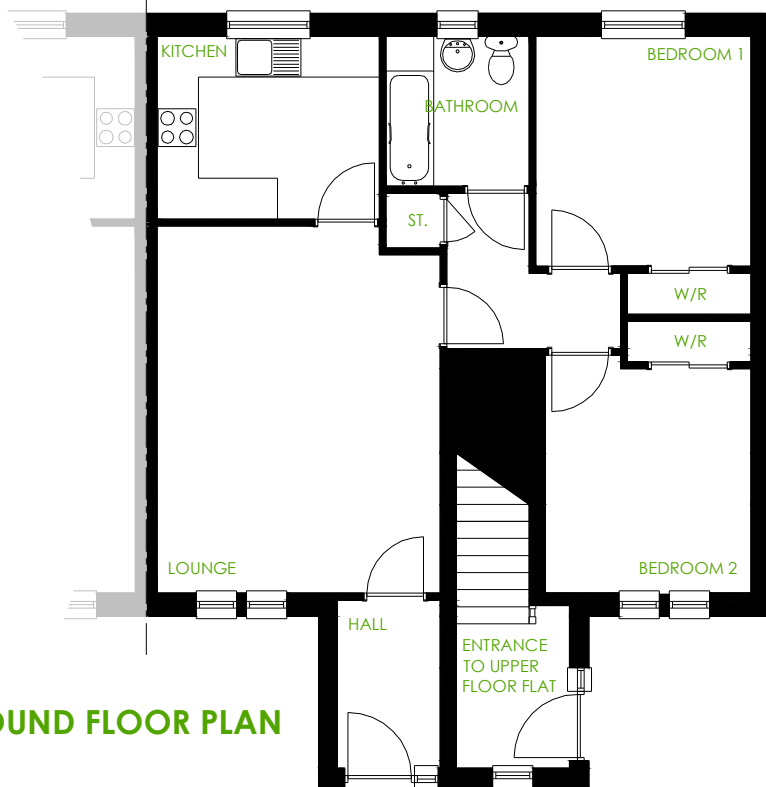 KITCHEN
BEDROOM 1
BATHROOM
ST.
W/R
W/R
LOUNGE
BEDROOM 2
HALL
ENTRANCE
TO UPPER
FLOOR FLAT
OUND FLOOR PLAN